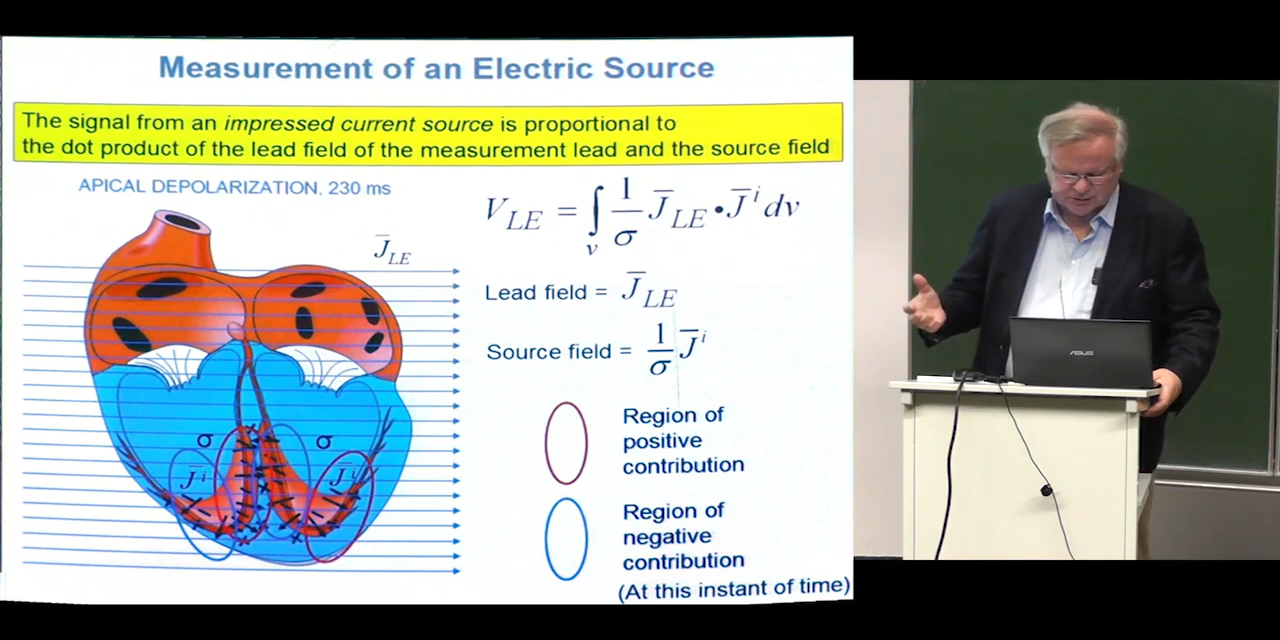 Measurement of an Electric Source
The signal from an impressed current source is proportional to
the dot product of the lead field of the measurement lead and the source field
APICAL DEPOLARIZATION, 230 ms
V_LE = ∫_v 1/σ J̅_LE • J̅^i dv
J̅_LE
Lead field = J̅_LE
Source field = 1/σ J̅^i
Region of
positive
contribution
σ σ
J̅^i J̅^i
Region of
negative
contribution
(At this instant of time)
ASUS